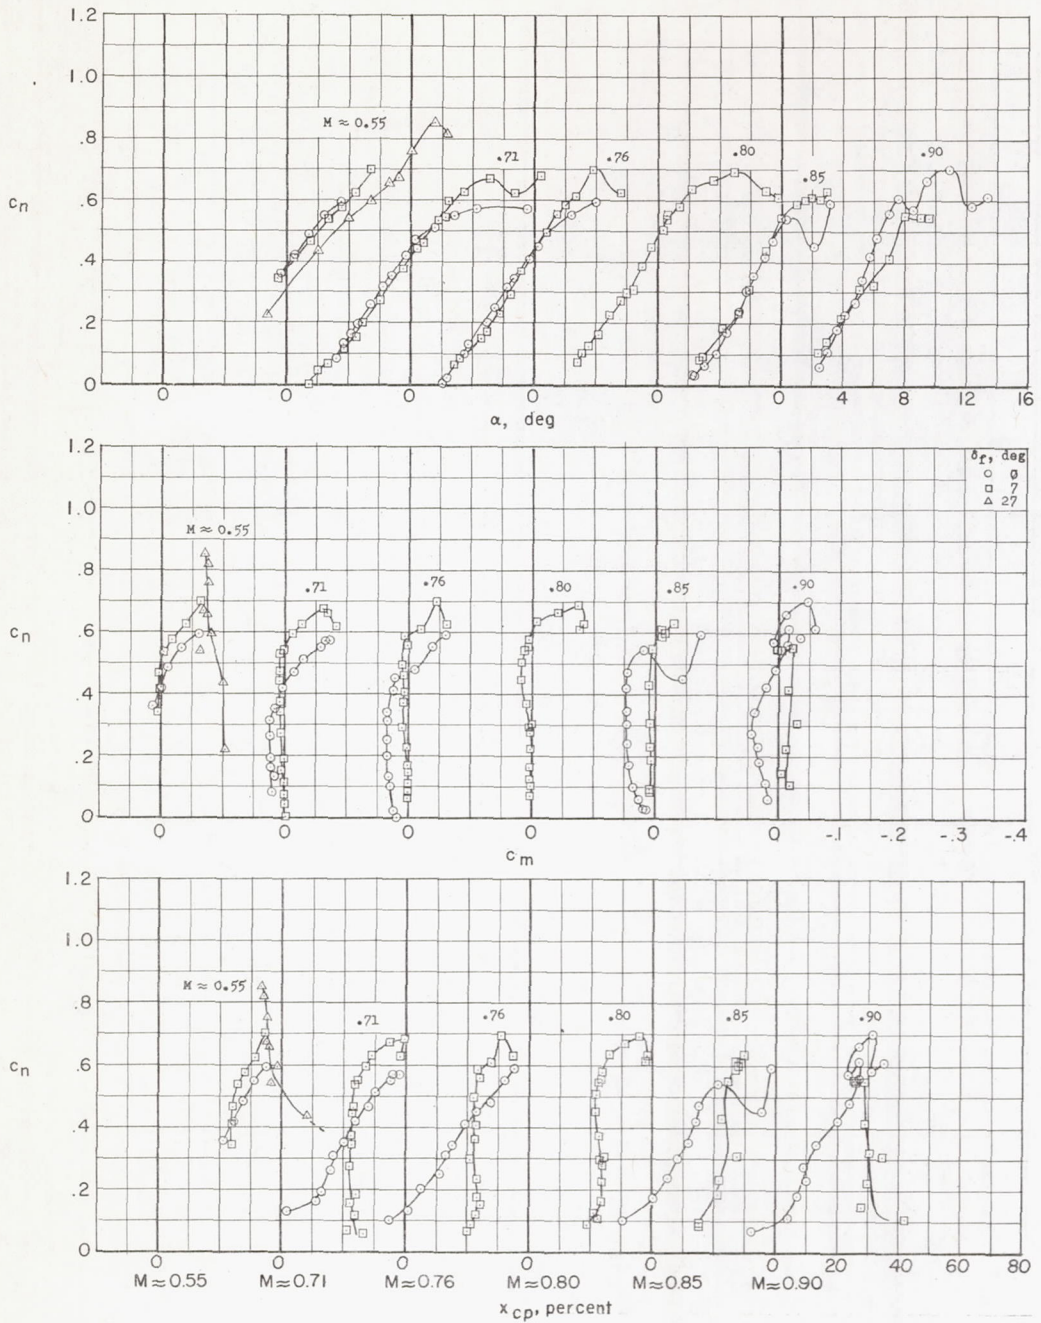 1.2
1.0
.8
.6
.4
.2
0
cn
M ≈ 0.55
.71
.76
.80
.85
.90
0 0 0 0 0 0 4 8 12 16
α, deg
1.2
1.0
.8
.6
.4
.2
0
cn
M ≈ 0.55
.71
.76
.80
.85
.90
δf, deg
○ 0
□ 7
△ 27
0 0 0 0 0 0 -.1 -.2 -.3 -.4
cm
1.2
1.0
.8
.6
.4
.2
0
cn
M ≈ 0.55
.71
.76
.80
.85
.90
0 0 0 0 0 0 20 40 60 80
M≈0.55 M≈0.71 M≈0.76 M≈0.80 M≈0.85 M≈0.90
xcp, percent